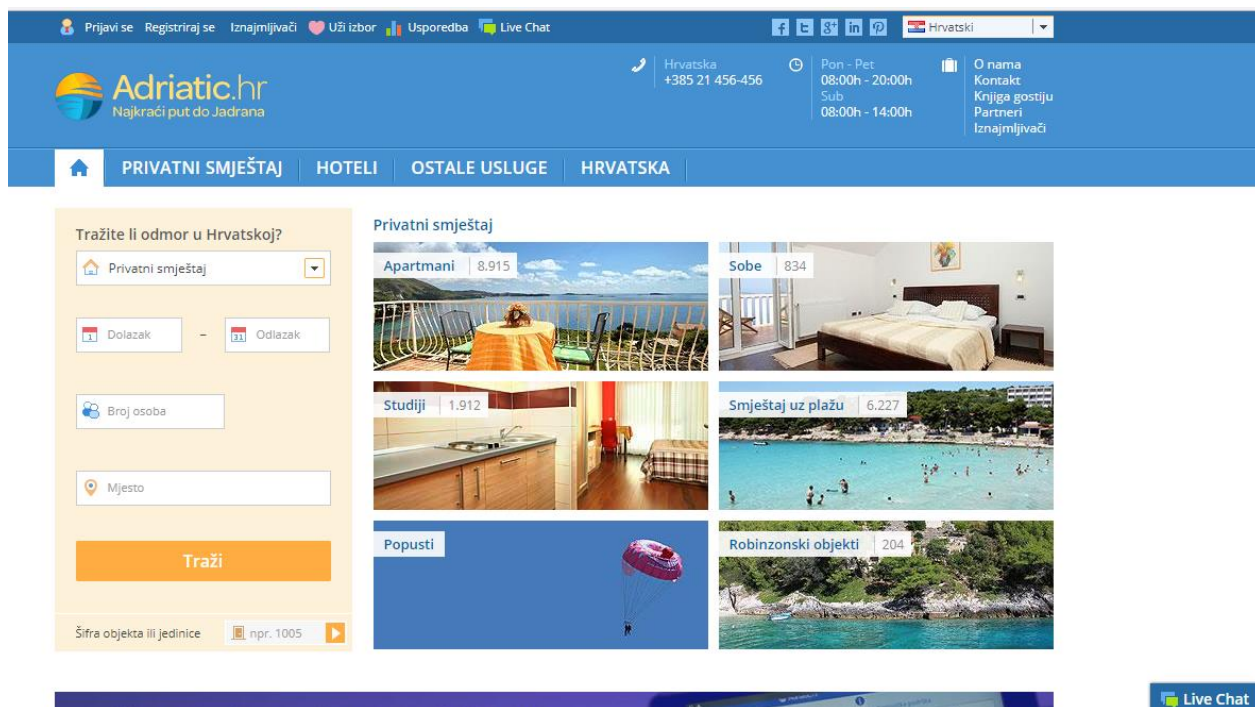 Prijavi se Registriraj se Iznajmljivači Uži izbor Usporedba Live Chat
Hrvatski
Adriatic.hr
Najkraći put do Jadrana
Hrvatska
+385 21 456-456
Pon - Pet
08:00h - 20:00h
Sub
08:00h - 14:00h
O nama
Kontakt
Knjiga gostiju
Partneri
Iznajmljivači
PRIVATNI SMJEŠTAJ HOTELI OSTALE USLUGE HRVATSKA
Tražite li odmor u Hrvatskoj?
Privatni smještaj
1 Dolazak – 31 Odlazak
Broj osoba
Mjesto
Traži
Šifra objekta ili jedinice npr. 1005
Privatni smještaj
Apartmani 8.915
Sobe 834
Studiji 1.912
Smještaj uz plažu 6.227
Popusti
Robinzonski objekti 204
Live Chat